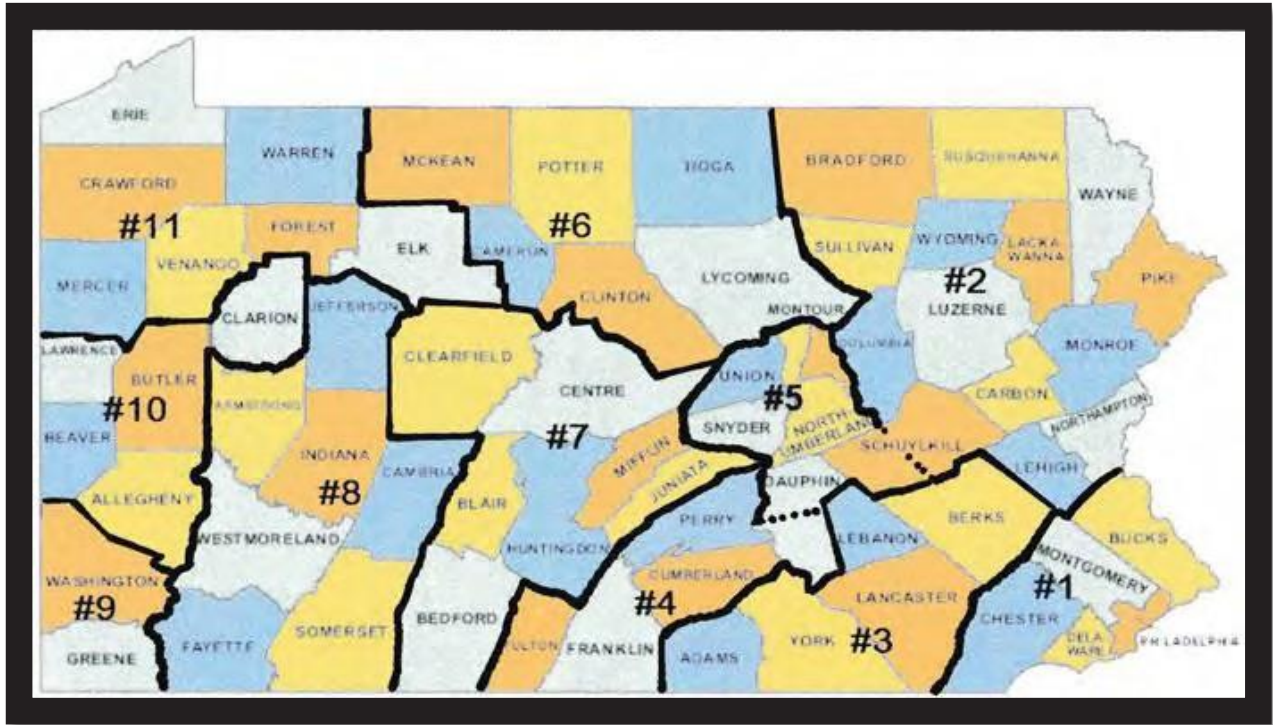 ERIE
WARREN
MCKEAN
POTTER
TIOGA
BRADFORD
SUSQUEHANNA
WAYNE
CRAWFORD
#11
FOREST
#6
SULLIVAN
WYOMING
LACKA
WANNA
VENANGO
ELK
CAMERON
MERCER
LYCOMING
#2
PIKE
CLINTON
LUZERNE
CLARION
JEFFERSON
MONTOUR
COLUMBIA
MONROE
LAWRENCE
BUTLER
CLEARFIELD
CENTRE
UNION
CARBON
#10
ARMSTRONG
#5
NORTHAMPTON
BEAVER
SNYDER
NORTH
UMBERLAND
#7
SCHUYLKILL
INDIANA
MIFFLIN
LEHIGH
ALLEGHENY
#8
CAMBRIA
JUNIATA
DAUPHIN
BLAIR
PERRY
BERKS
WESTMORELAND
HUNTINGDON
LEBANON
BUCKS
WASHINGTON
CUMBERLAND
MONTGOMERY
#9
#4
LANCASTER
#1
BEDFORD
CHESTER
FAYETTE
SOMERSET
FULTON
FRANKLIN
YORK
#3
DELA
WARE
PHILADELPHIA
GREENE
ADAMS